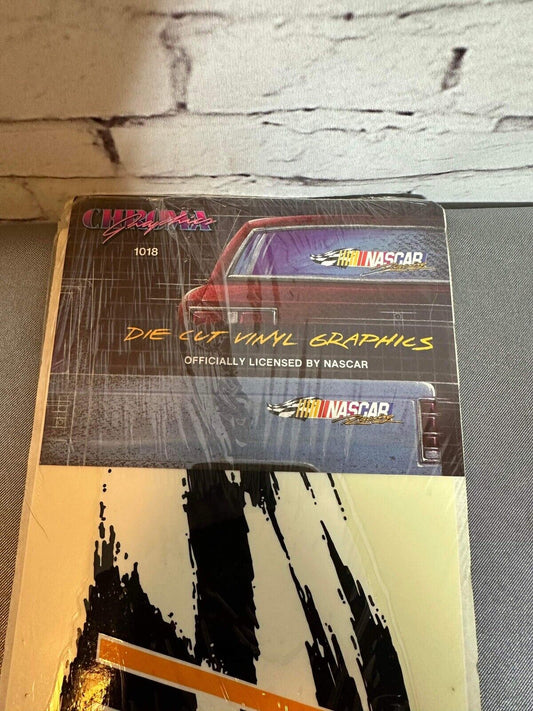 CHROMA
Graphics
1018
NASCAR
DIE CUT VINYL GRAPHICS
OFFICIALLY LICENSED BY NASCAR
NASCAR